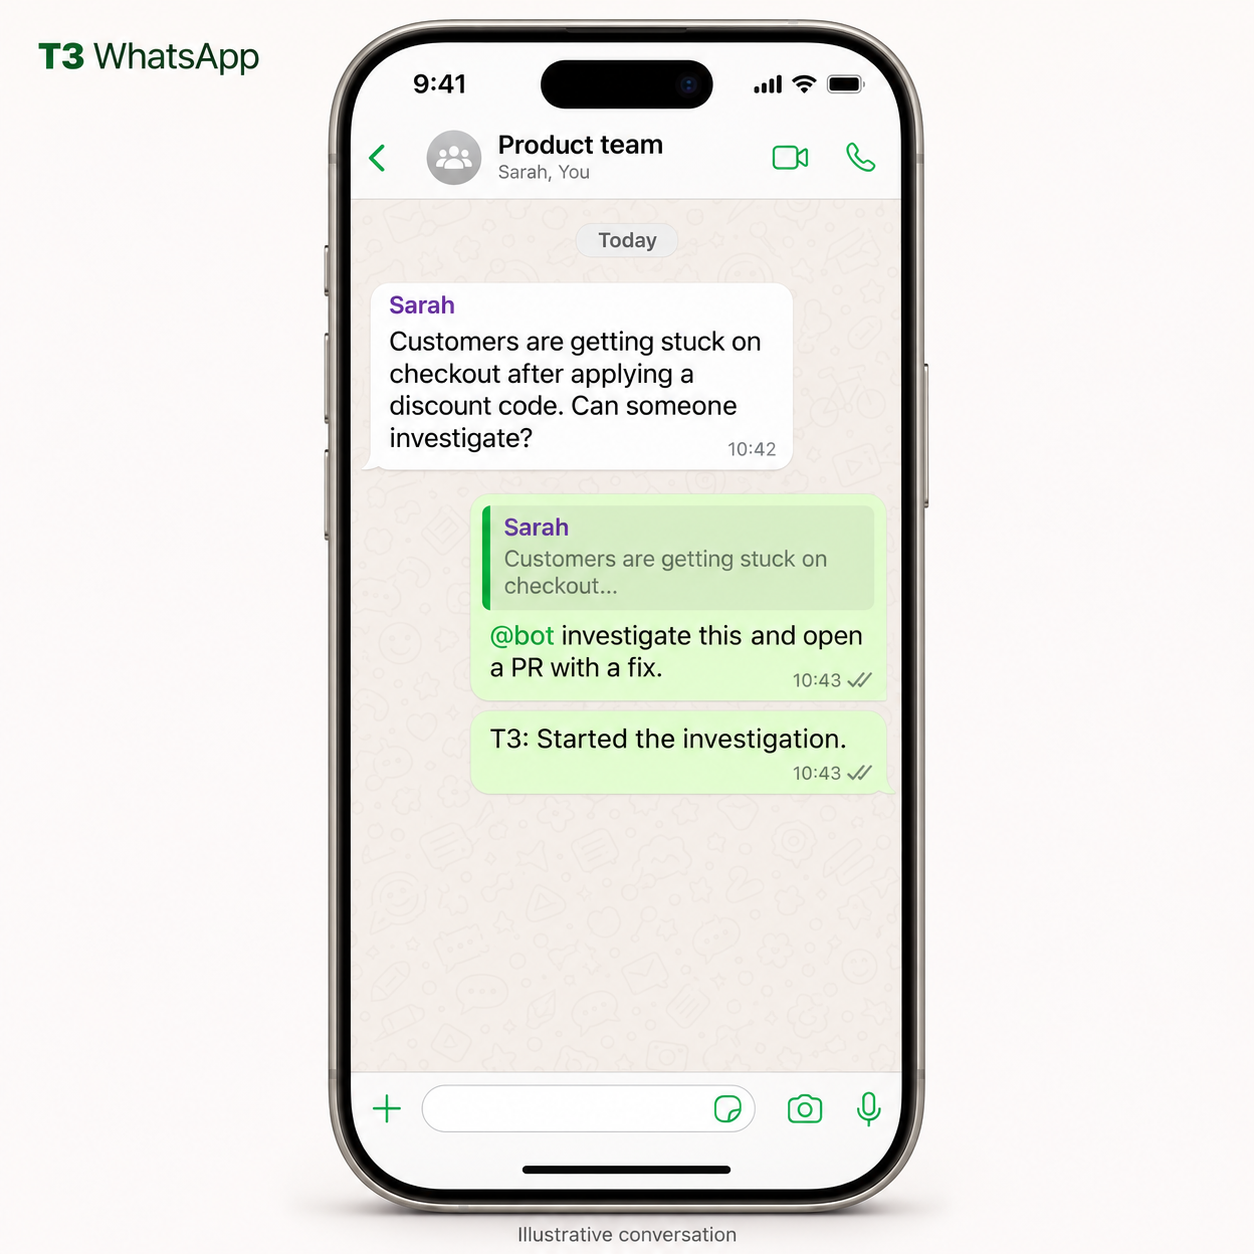 T3 WhatsApp
9:41
Product team
Sarah, You
Today
Sarah
Customers are getting stuck on
checkout after applying a
discount code. Can someone
investigate?
10:42
Sarah
Customers are getting stuck on
checkout...
@bot investigate this and open
a PR with a fix.
10:43
T3: Started the investigation.
10:43
Illustrative conversation